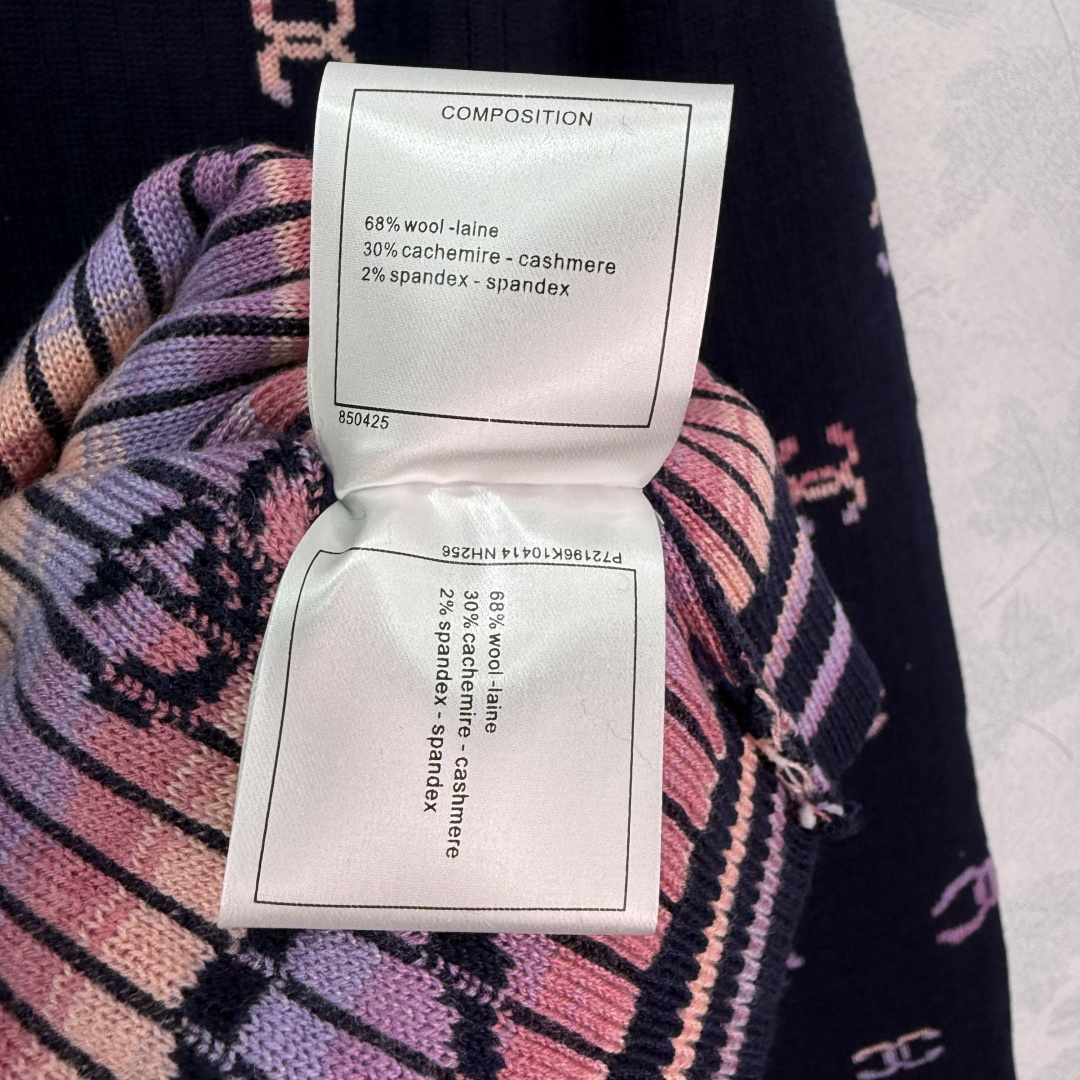 COMPOSITION
68% wool -laine
30% cachemire - cashmere
2% spandex - spandex
850425
P72196K10414 NH256
68% wool -laine
30% cachemire - cashmere
2% spandex - spandex